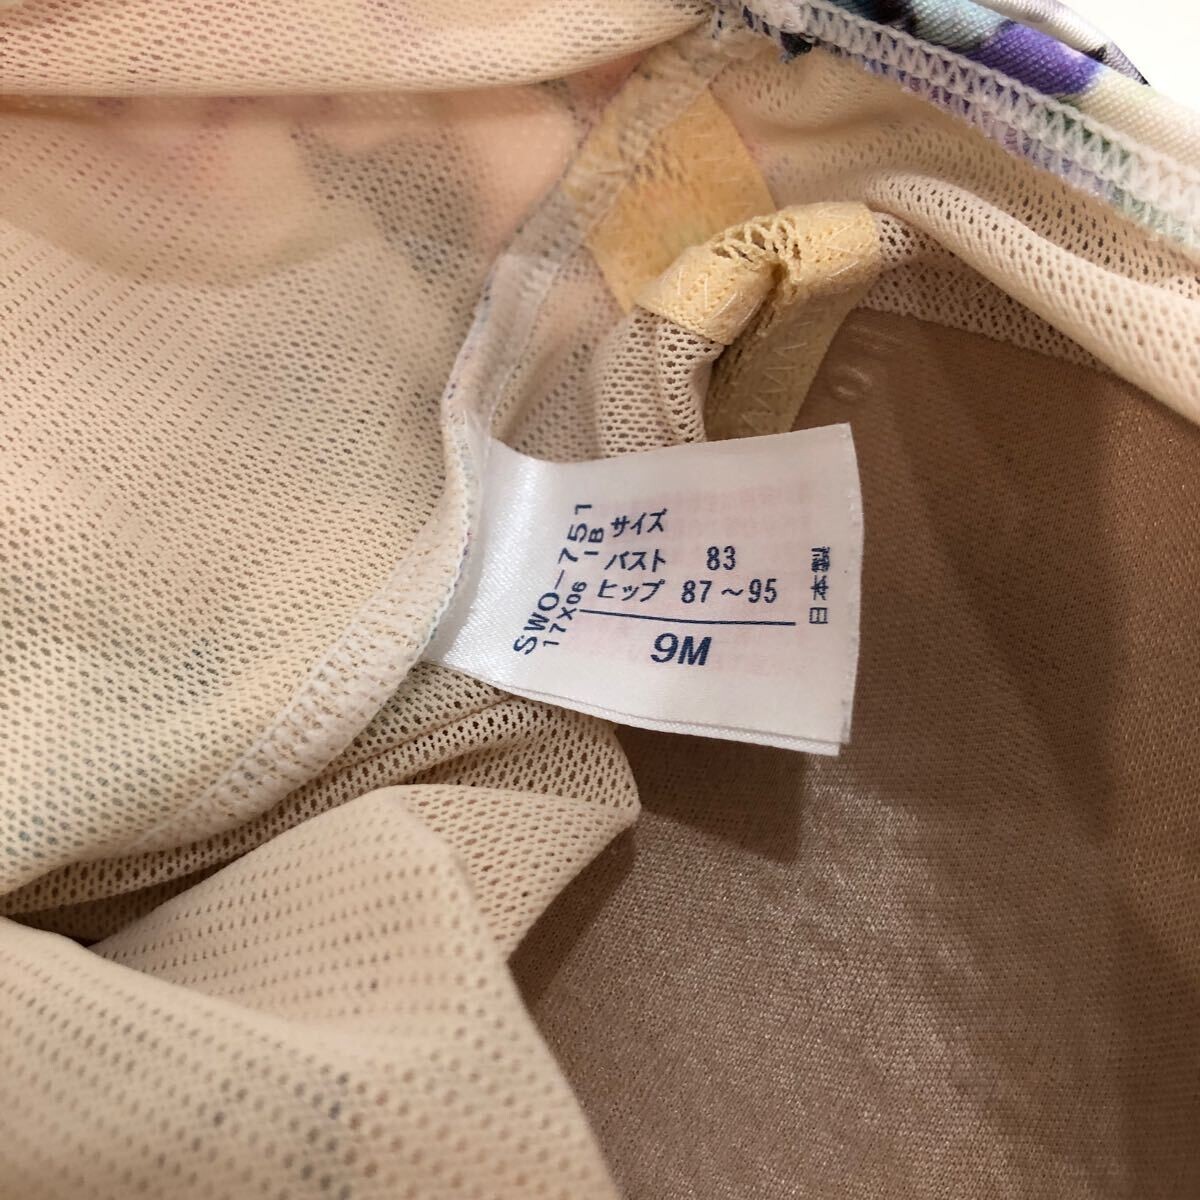 SWO-751
17X06 IB
サイズ
バスト 83
ヒップ 87～95
9M
日本製